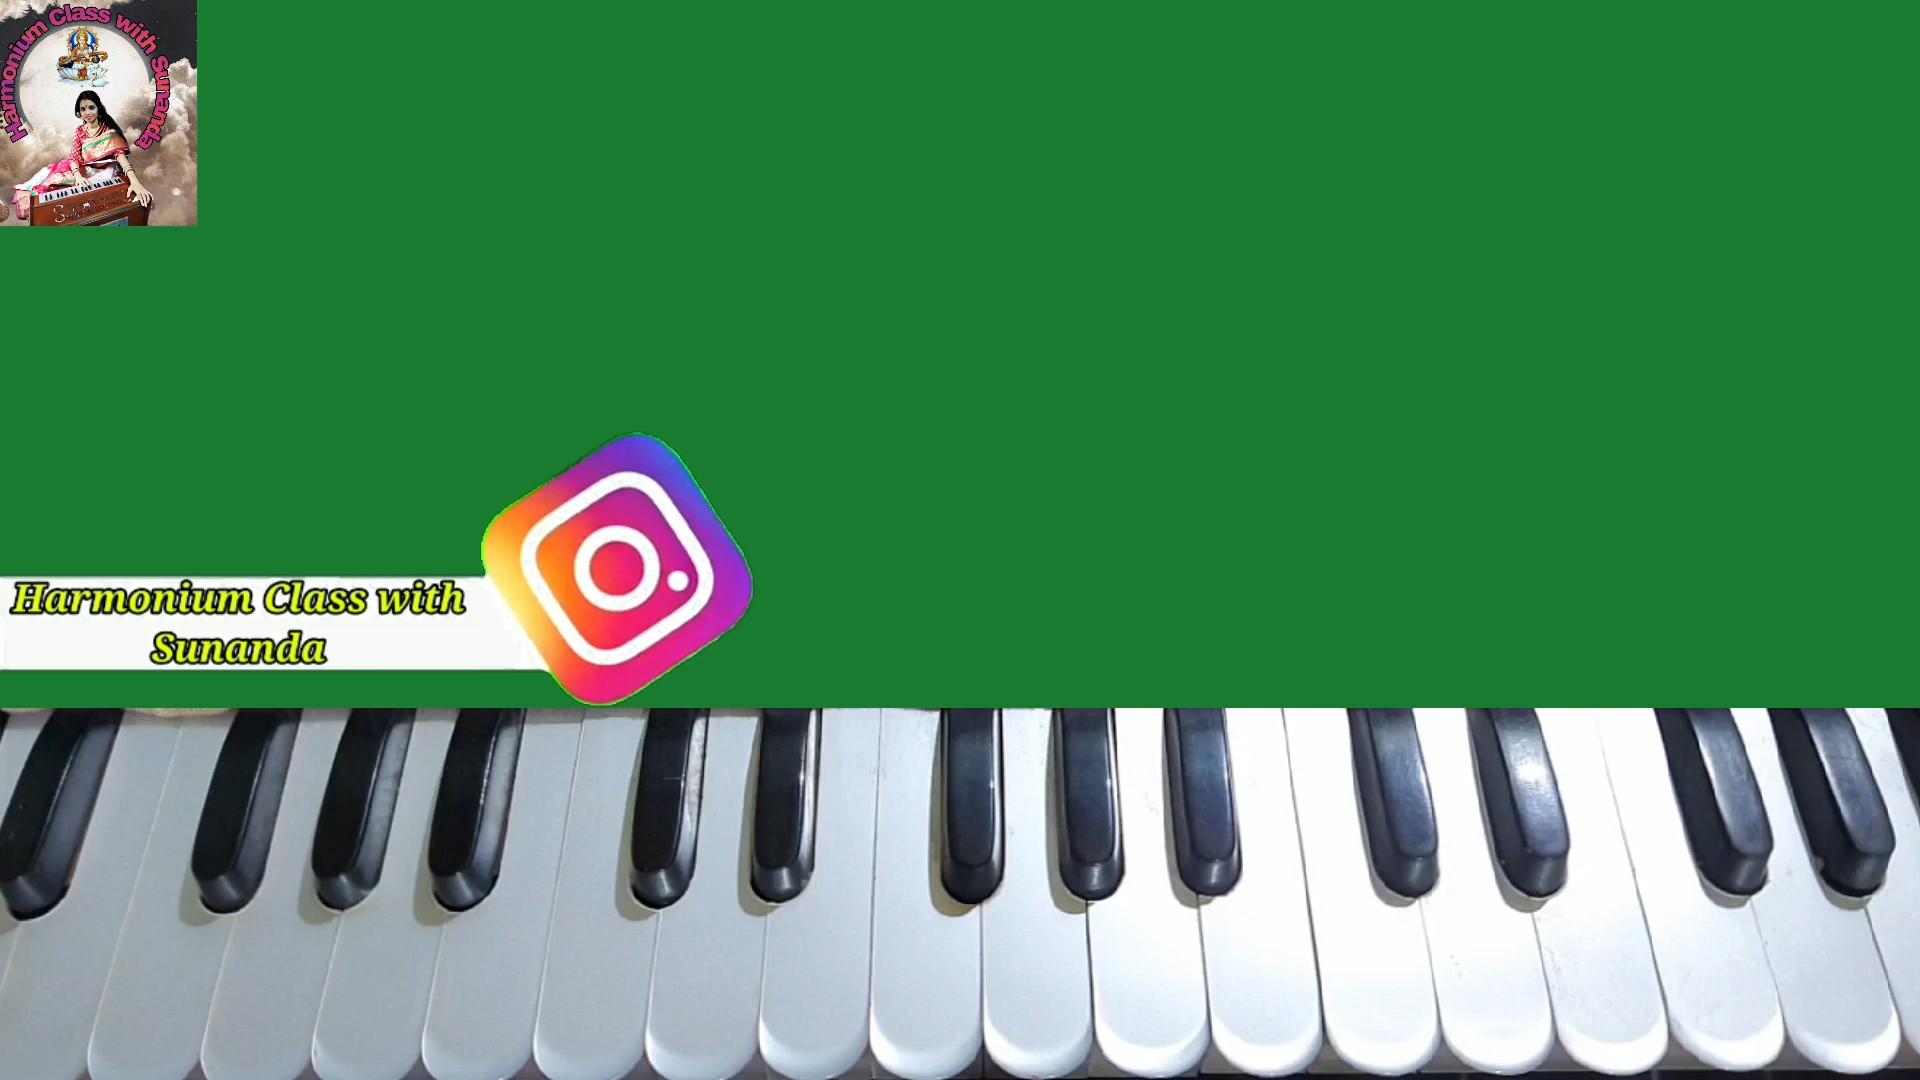 Harmonium Class with Sunanda
Harmonium Class with
Sunanda